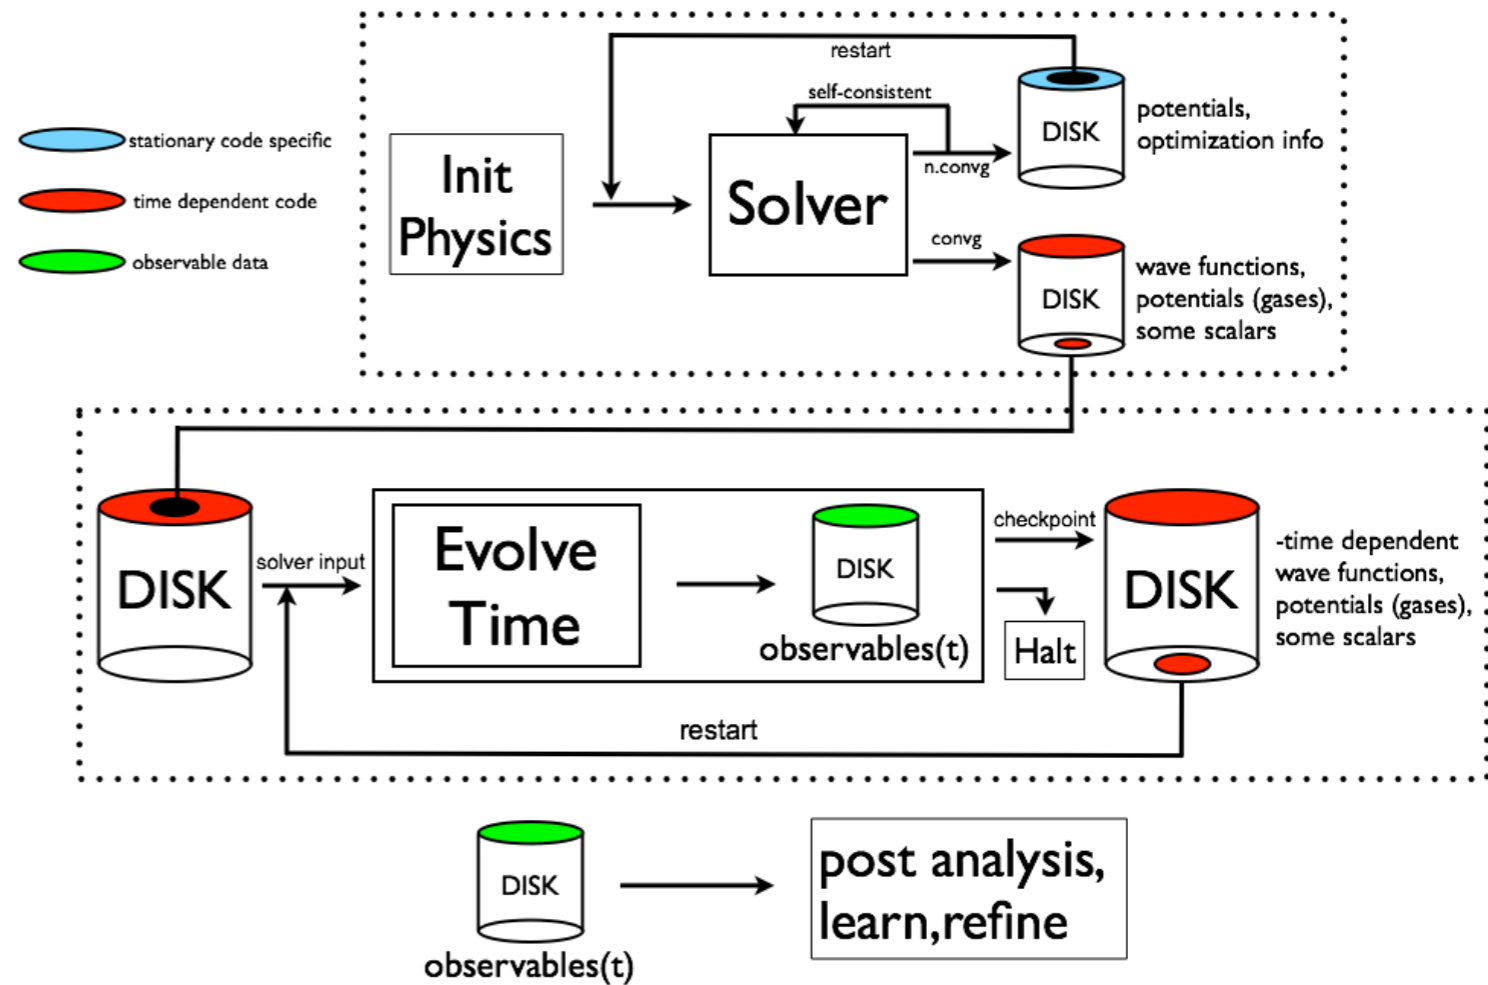 restart
self-consistent
stationary code specific
time dependent code
observable data
Init
Physics
Solver
n.convg
convg
DISK
potentials,
optimization info
DISK
wave functions,
potentials (gases),
some scalars
DISK
solver input
Evolve
Time
DISK
observables(t)
checkpoint
Halt
DISK
-time dependent
wave functions,
potentials (gases),
some scalars
restart
DISK
observables(t)
post analysis,
learn,refine